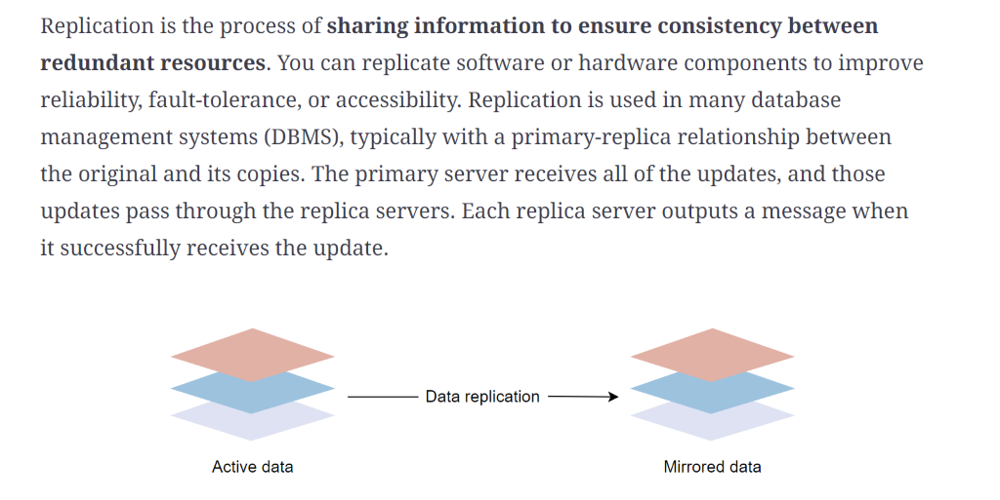 Replication is the process of sharing information to ensure consistency between
redundant resources. You can replicate software or hardware components to improve
reliability, fault-tolerance, or accessibility. Replication is used in many database
management systems (DBMS), typically with a primary-replica relationship between
the original and its copies. The primary server receives all of the updates, and those
updates pass through the replica servers. Each replica server outputs a message when
it successfully receives the update.
Data replication
Active data
Mirrored data